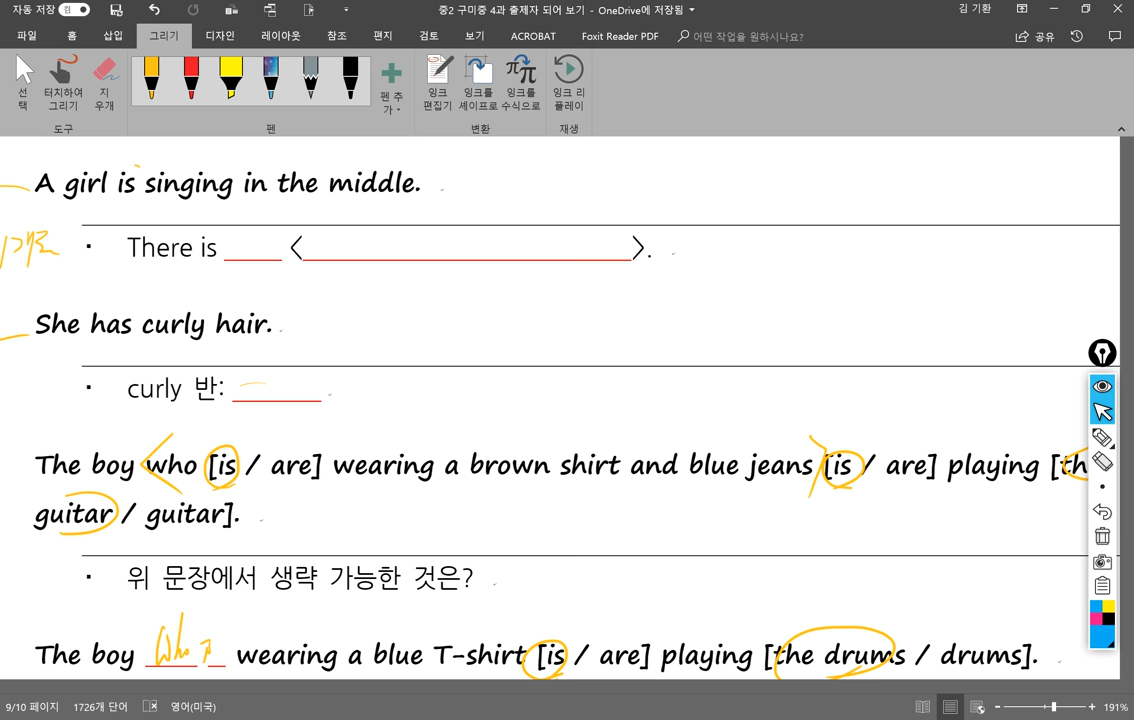 자동 저장 컴 중2 구미중 4과 출제자 되어 보기 - OneDrive에 저장됨 김 기환
파일 홈 삽입 그리기 디자인 레이아웃 참조 편지 검토 보기 ACROBAT Foxit Reader PDF 어떤 작업을 원하시나요? 공유
선택 터치하여 그리기 지우개 펜 추가 잉크 편집기 잉크를 셰이프로 잉크를 수식으로 잉크 리플레이
도구 펜 변환 재생
A girl is singing in the middle.
· There is ____ < ____ >.
She has curly hair.
· curly 반: ____
The boy who [is / are] wearing a brown shirt and blue jeans [is / are] playing [th
guitar / guitar].
· 위 문장에서 생략 가능한 것은?
The boy who is wearing a blue T-shirt [is / are] playing [the drums / drums].
9/10 페이지 1726개 단어 영어(미국) 191%